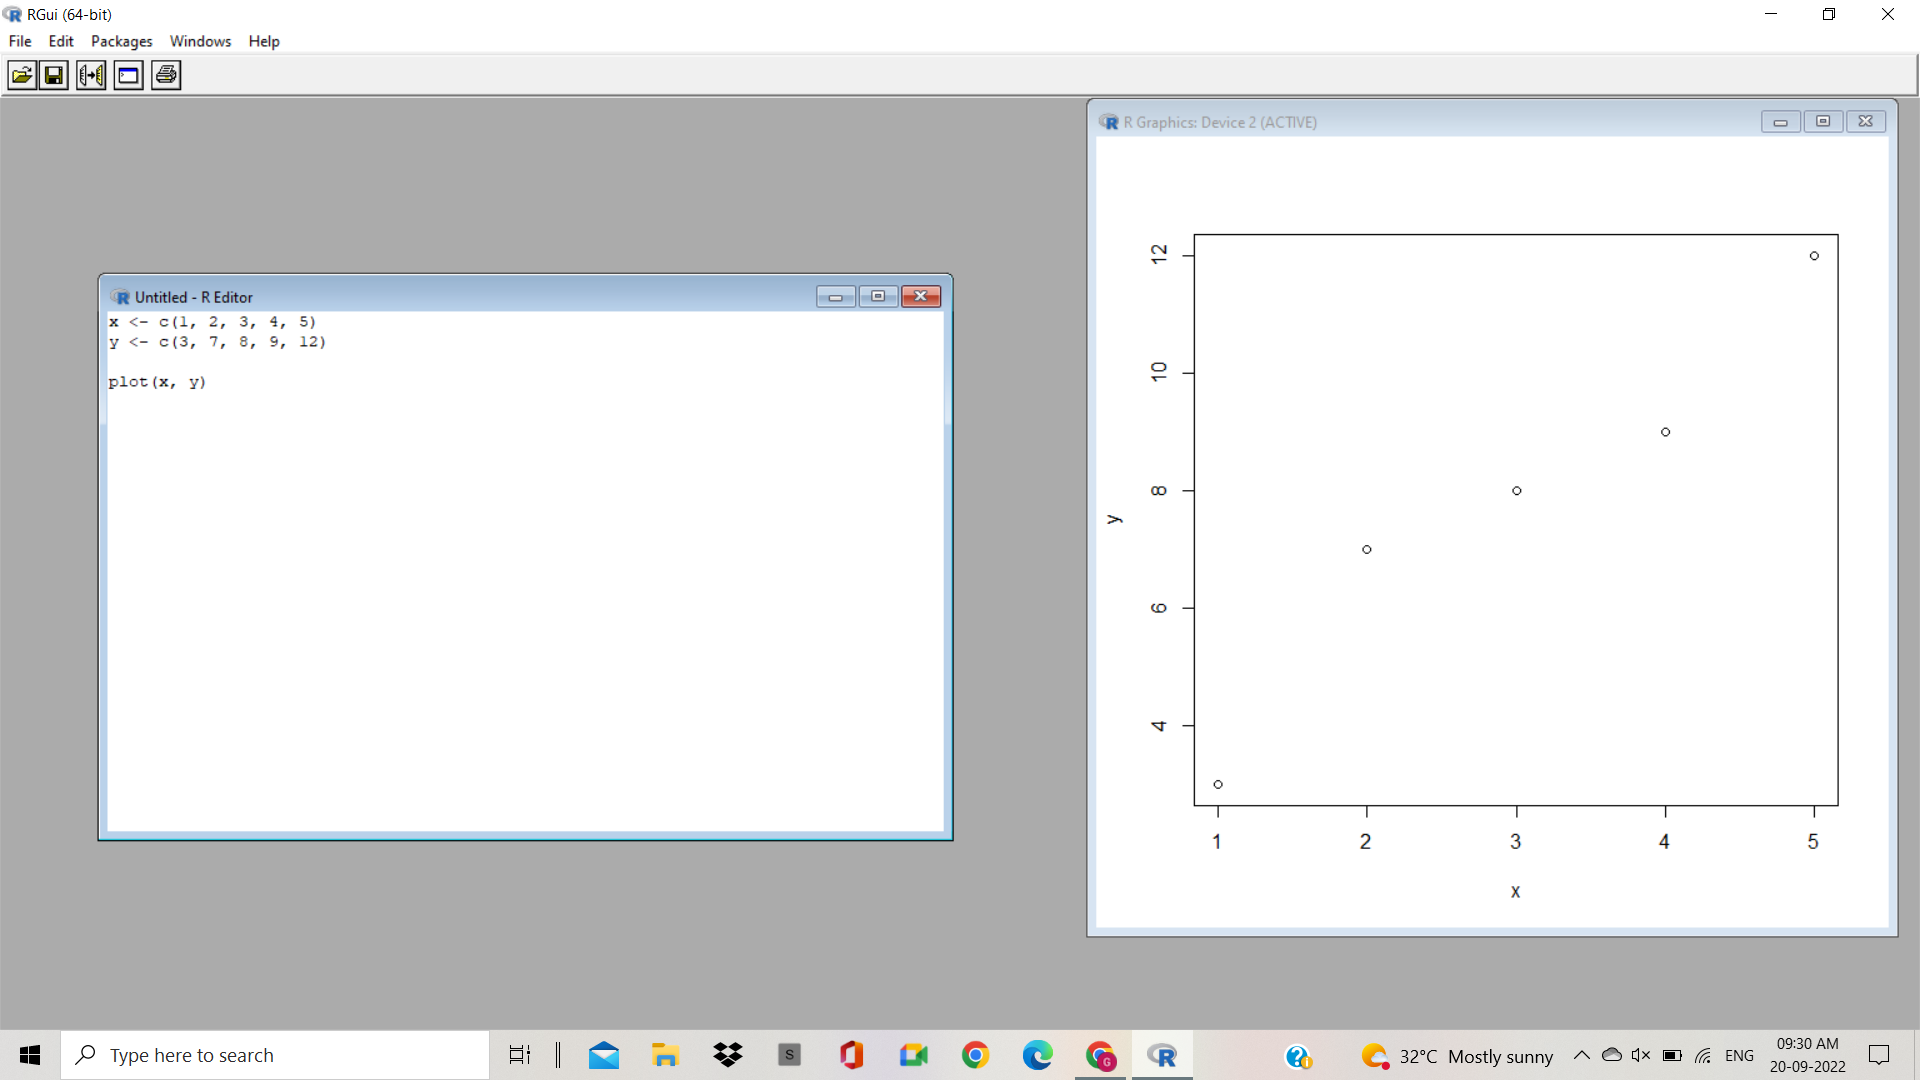 RGui (64-bit)
File Edit Packages Windows Help
R Graphics: Device 2 (ACTIVE)
Untitled - R Editor
x <- c(1, 2, 3, 4, 5)
y <- c(3, 7, 8, 9, 12)
plot(x, y)
12
10
8
6
4
y
1 2 3 4 5
x
Type here to search
S
G
32°C Mostly sunny
ENG
09:30 AM
20-09-2022